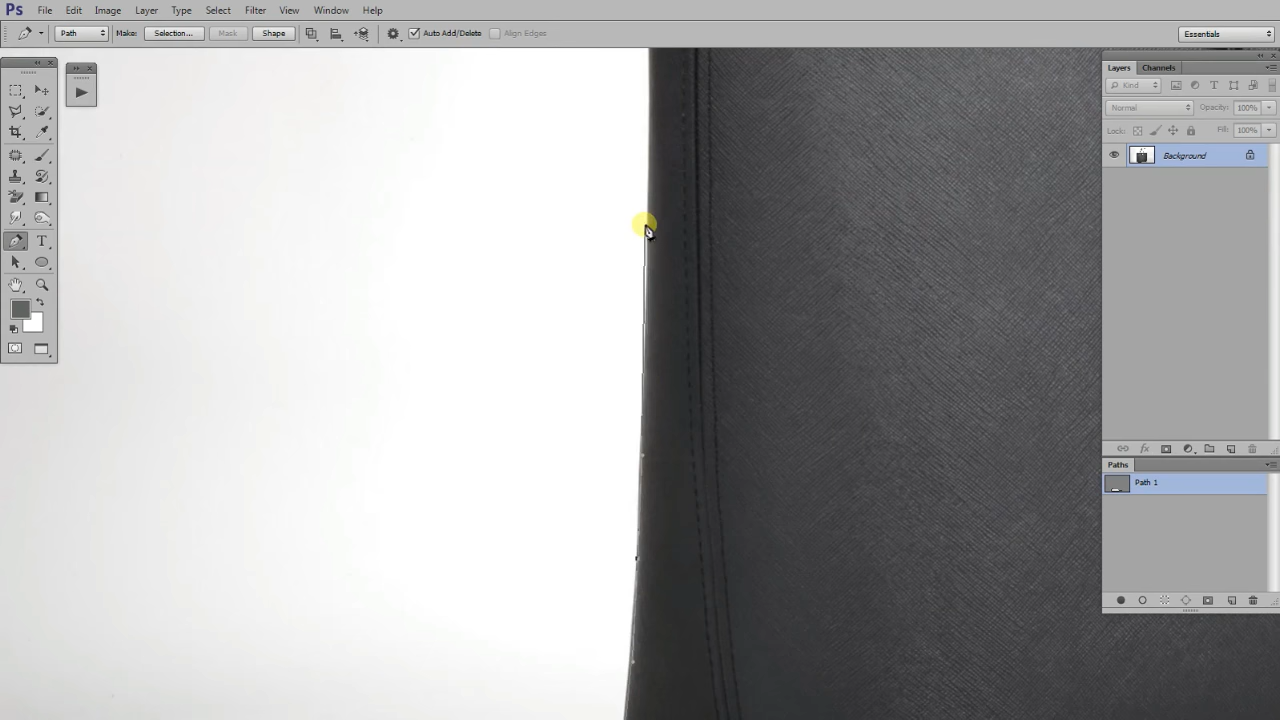 Ps File Edit Image Layer Type Select Filter View Window Help
Path Make: Selection... Mask Shape Auto Add/Delete Align Edges Essentials
Layers Channels
Kind
Normal Opacity: 100%
Lock: Fill: 100%
Background
fx
Paths
Path 1
T